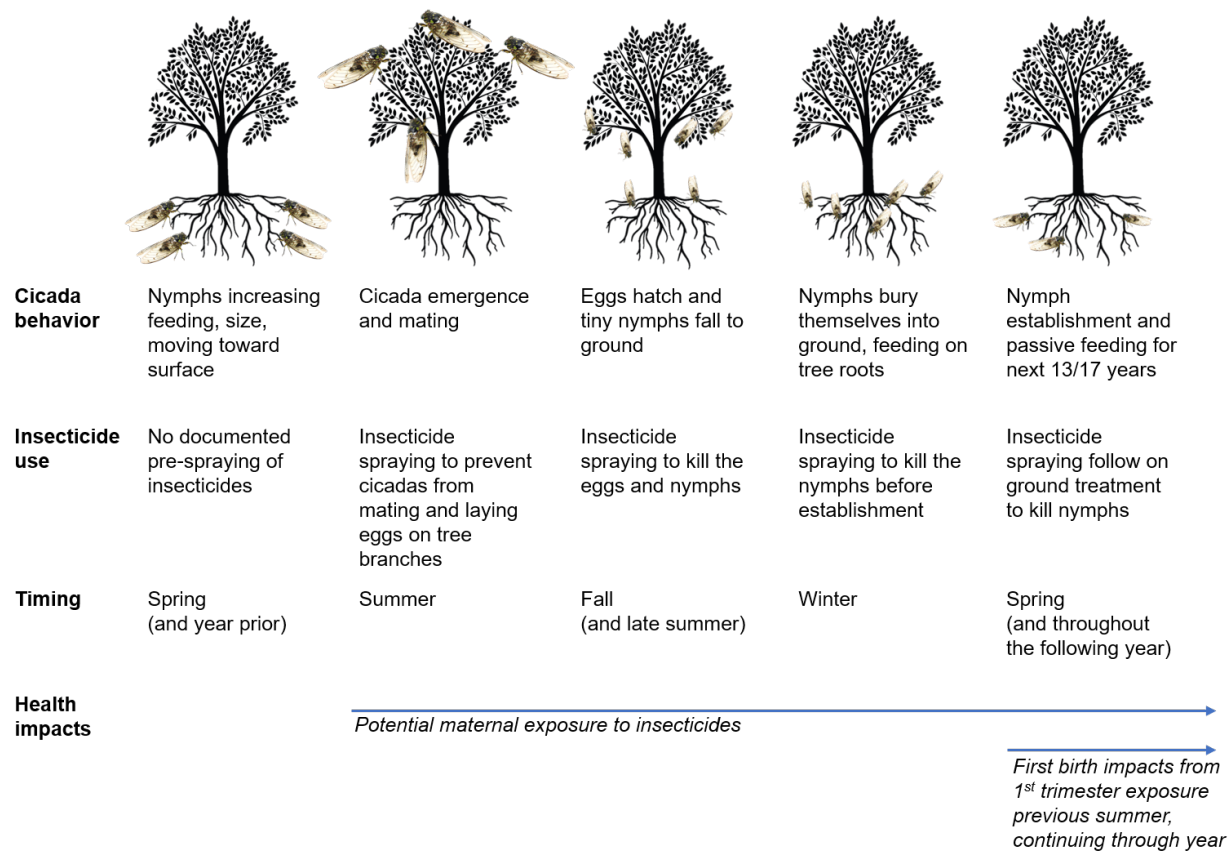 Cicada
behavior
Nymphs increasing
feeding, size,
moving toward
surface
Cicada emergence
and mating
Eggs hatch and
tiny nymphs fall to
ground
Nymphs bury
themselves into
ground, feeding on
tree roots
Nymph
establishment and
passive feeding for
next 13/17 years
Insecticide
use
No documented
pre-spraying of
insecticides
Insecticide
spraying to prevent
cicadas from
mating and laying
eggs on tree
branches
Insecticide
spraying to kill the
eggs and nymphs
Insecticide
spraying to kill the
nymphs before
establishment
Insecticide
spraying follow on
ground treatment
to kill nymphs
Timing
Spring
(and year prior)
Summer
Fall
(and late summer)
Winter
Spring
(and throughout
the following year)
Health
impacts
Potential maternal exposure to insecticides
First birth impacts from
1st trimester exposure
previous summer,
continuing through year